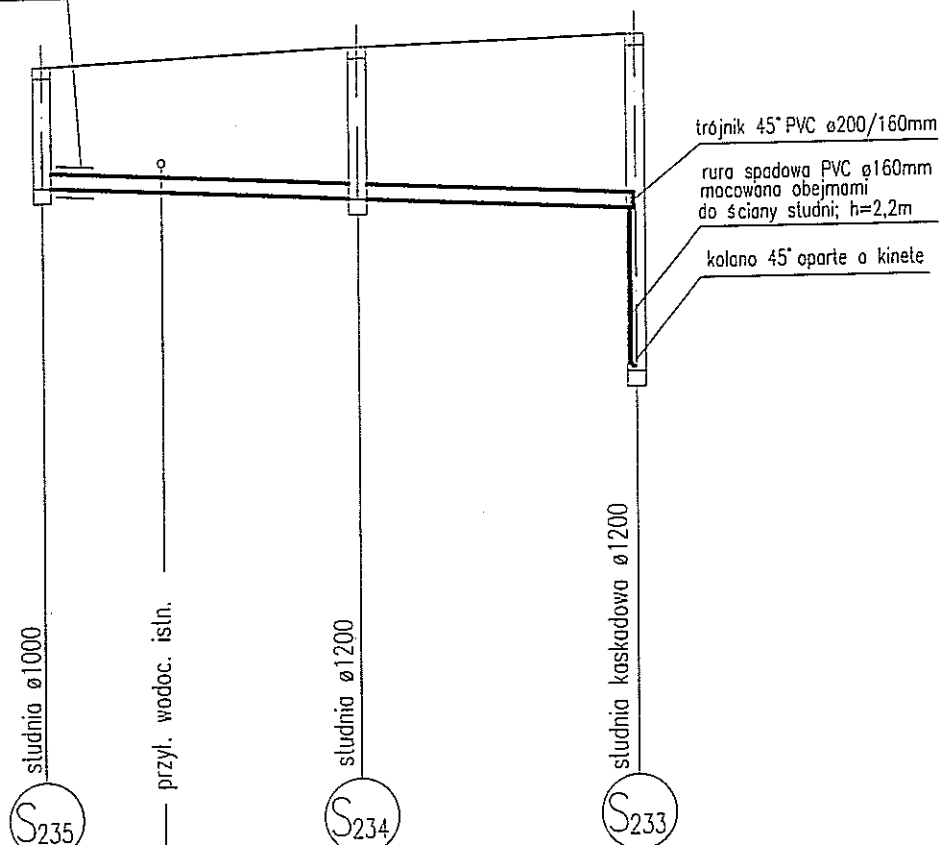 trójnik 45° PVC ø200/160mm
rura spadowa PVC ø160mm
mocowana obejmami
do ściany studni; h=2,2m
kolano 45° oparte o kinetę
studnia ø1000
przył. wodoc. istn.
studnia ø1200
studnia kaskadowa ø1200
S235
S234
S233